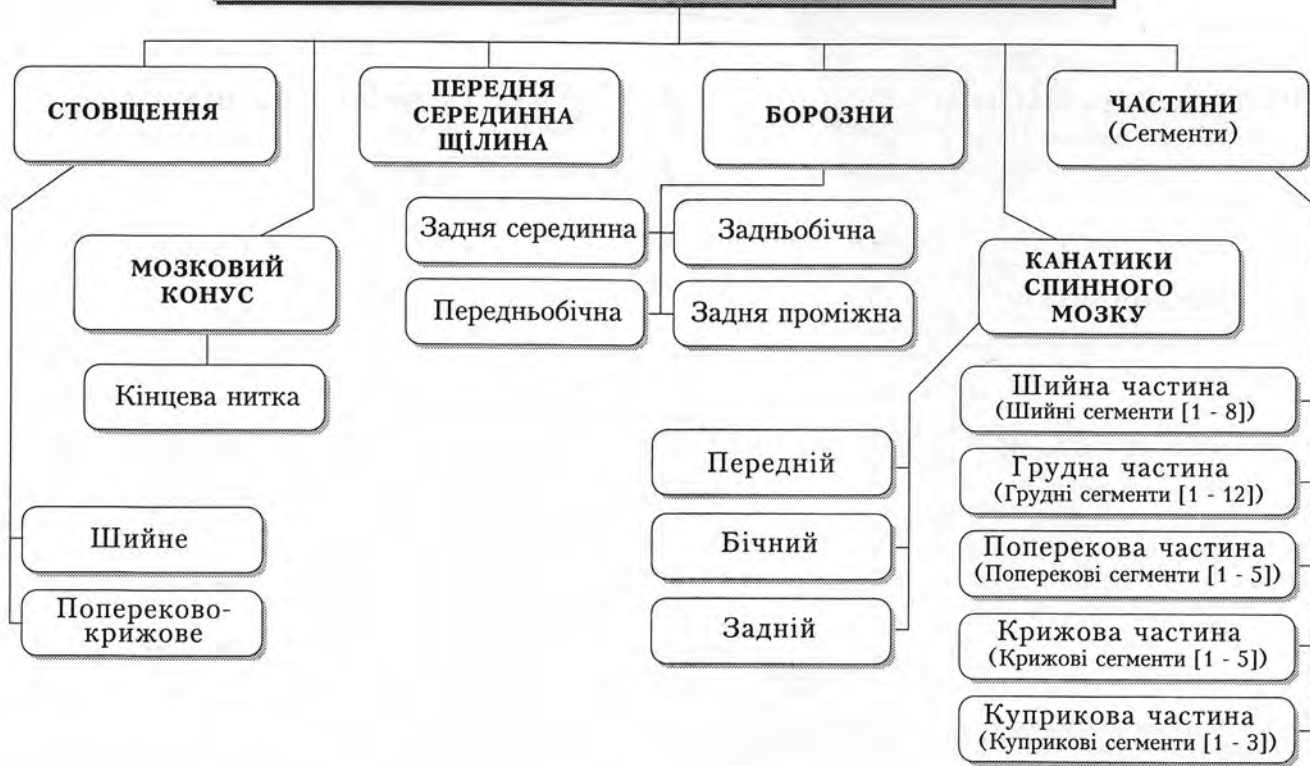 СТОВЩЕННЯ
ПЕРЕДНЯ
СЕРЕДИННА
ЩІЛИНА
БОРОЗНИ
ЧАСТИНИ
(Сегменти)
Задня серединна
Задньобічна
Передньобічна
Задня проміжна
МОЗКОВИЙ
КОНУС
Кінцева нитка
КАНАТИКИ
СПИННОГО
МОЗКУ
Шийне
Попереково-
крижове
Передній
Бічний
Задній
Шийна частина
(Шийні сегменти [1 - 8])
Грудна частина
(Грудні сегменти [1 - 12])
Поперекова частина
(Поперекові сегменти [1 - 5])
Крижова частина
(Крижові сегменти [1 - 5])
Куприкова частина
(Куприкові сегменти [1 - 3])